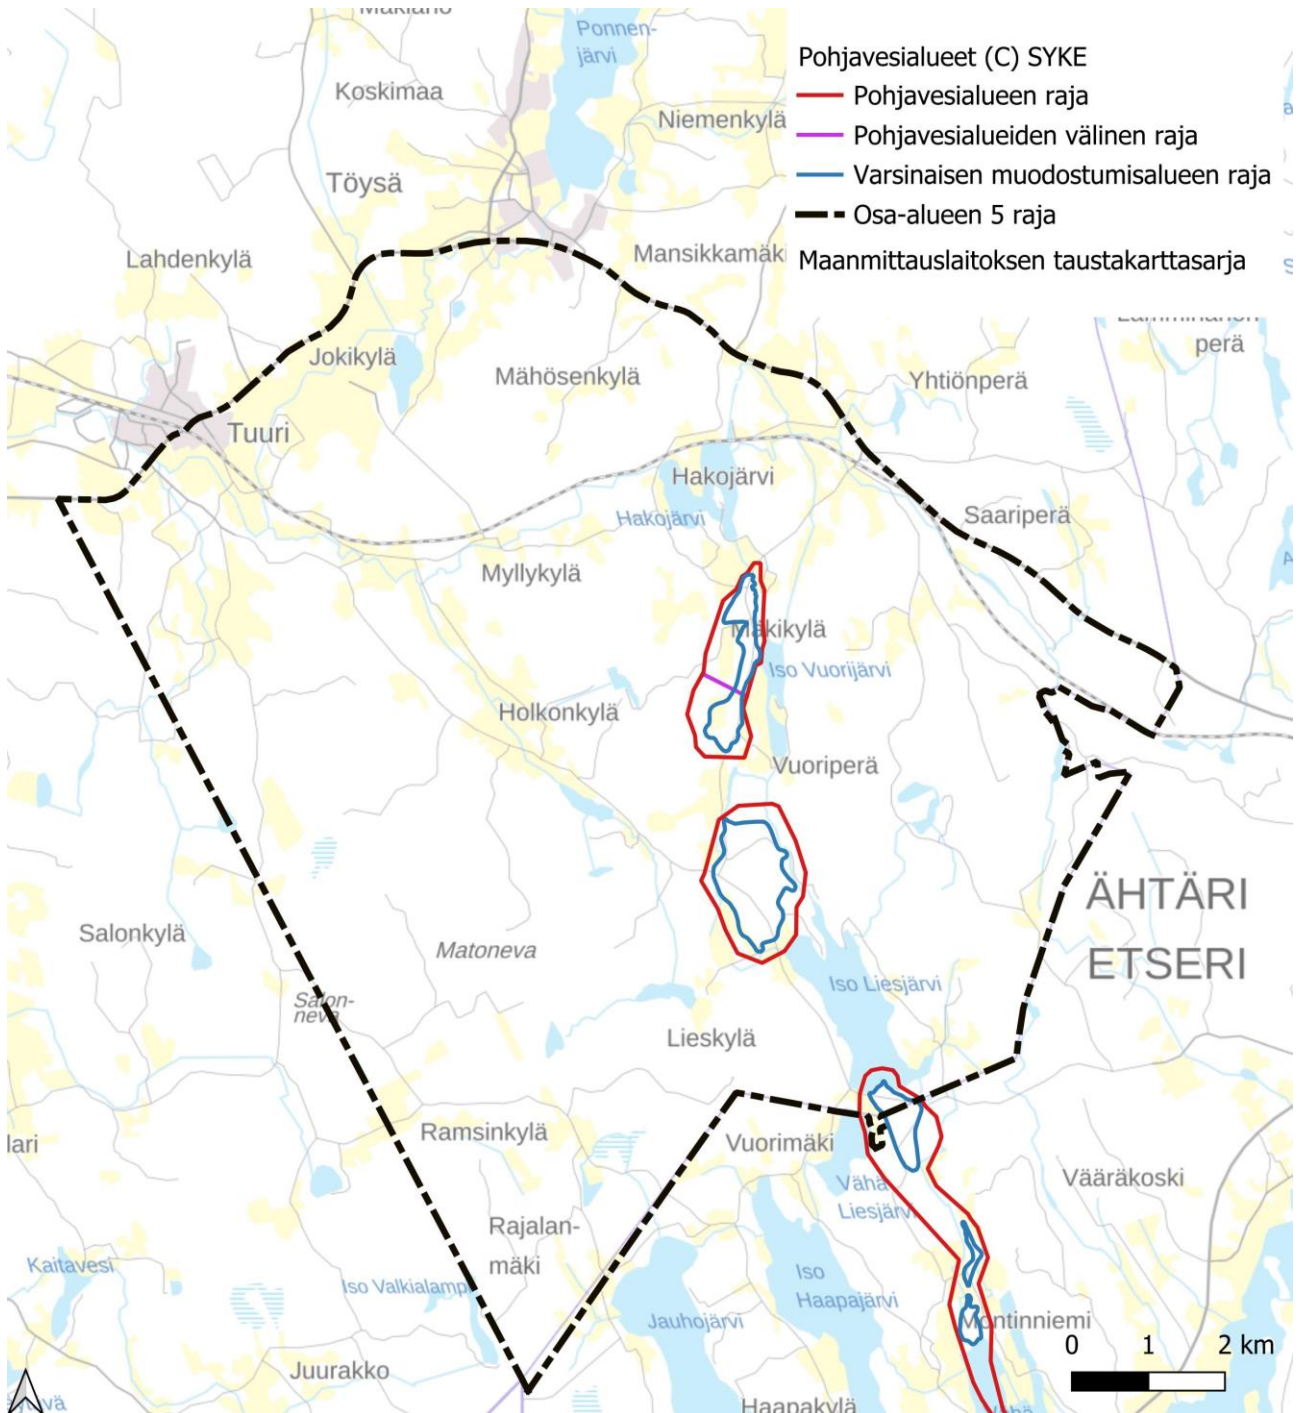 Ponnen-
järvi
Pohjavesialueet (C) SYKE
Koskimaa
Pohjavesialueen raja
Niemenkylä
Pohjavesialueiden välinen raja
Töysä
Varsinaisen muodostumisalueen raja
Osa-alueen 5 raja
Lahdenkylä
Mansikkamäki
Maanmittauslaitoksen taustakarttasarja
perä
Jokikylä
Mähösenkylä
Yhtiönperä
Tuuri
Hakojärvi
Hakojärvi
Saariperä
Myllykylä
Mäkikylä
Iso Vuorijärvi
Holkonkylä
Vuoriperä
ÄHTÄRI
Salonkylä
Matoneva
ETSERI
Iso Liesjärvi
Salon-
neva
Lieskylä
Ramsinkylä
Vuorimäki
lari
Vääräkoski
Vähä
Liesjärvi
Rajalan-
mäki
Kaitavesi
Iso Valkialampi
Iso
Haapajärvi
Jauhojärvi
Montinniemi
0 1 2 km
Juurakko
Haapakylä
Vähä